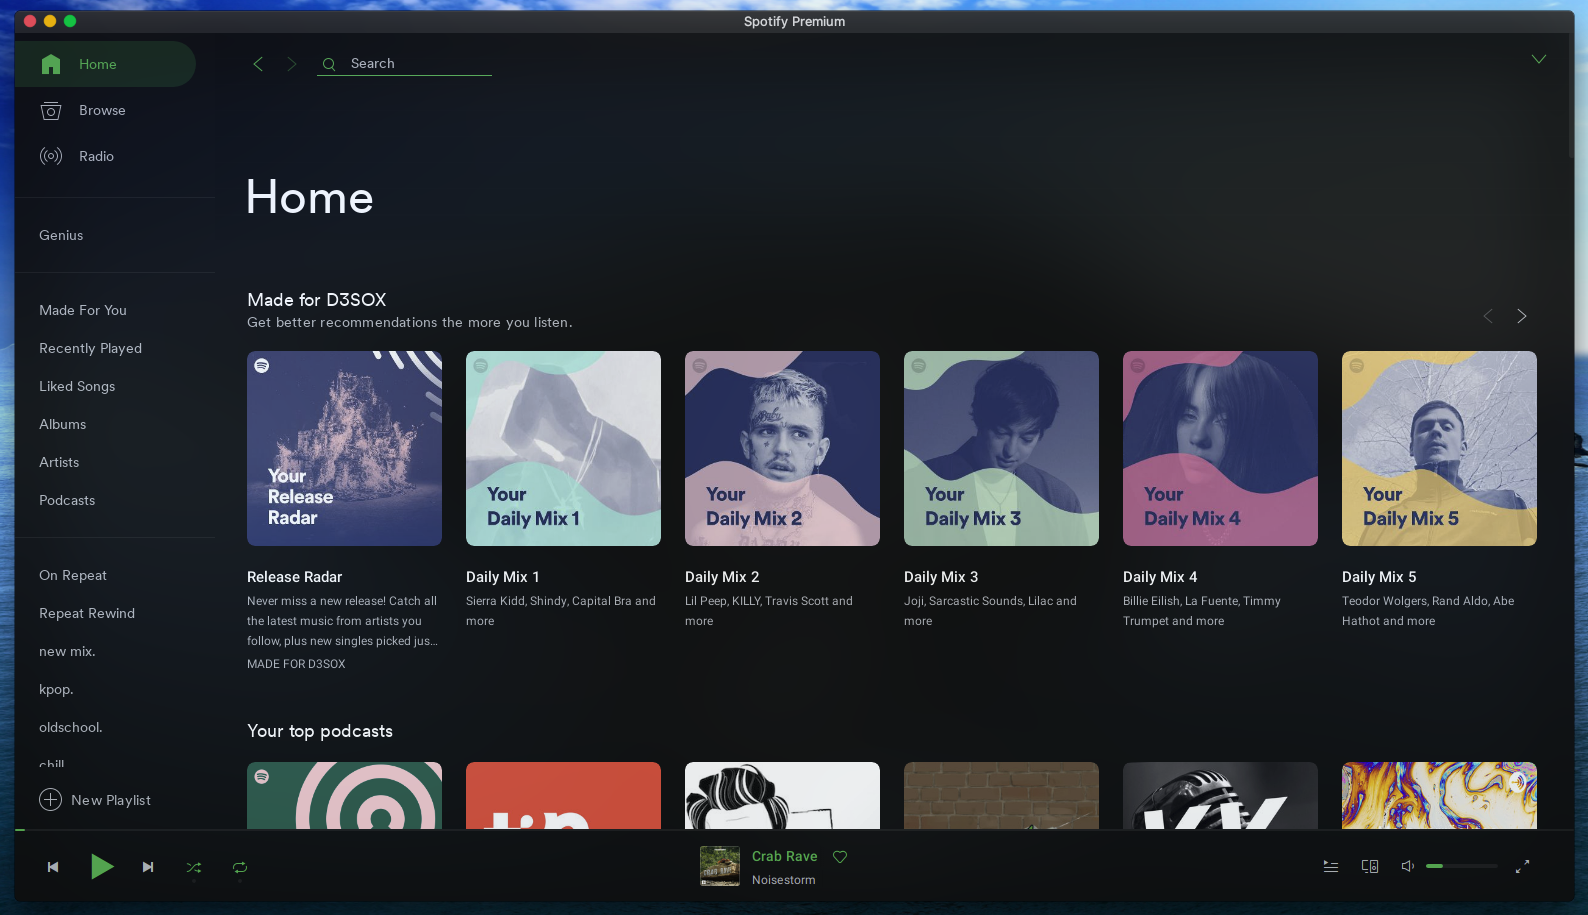 Spotify Premium
Home
Browse
Radio
Genius
Made For You
Recently Played
Liked Songs
Albums
Artists
Podcasts
On Repeat
Repeat Rewind
new mix.
kpop.
oldschool.
chill
New Playlist
Search
Home
Made for D3SOX
Get better recommendations the more you listen.
Your
Release
Radar
Your
Daily Mix 1
Your
Daily Mix 2
Your
Daily Mix 3
Your
Daily Mix 4
Your
Daily Mix 5
Release Radar
Never miss a new release! Catch all
the latest music from artists you
follow, plus new singles picked jus...
MADE FOR D3SOX
Daily Mix 1
Sierra Kidd, Shindy, Capital Bra and
more
Daily Mix 2
Lil Peep, KILLY, Travis Scott and
more
Daily Mix 3
Joji, Sarcastic Sounds, Lilac and
more
Daily Mix 4
Billie Eilish, La Fuente, Timmy
Trumpet and more
Daily Mix 5
Teodor Wolgers, Rand Aldo, Abe
Hathot and more
Your top podcasts
CRAB RAVE
Crab Rave
Noisestorm